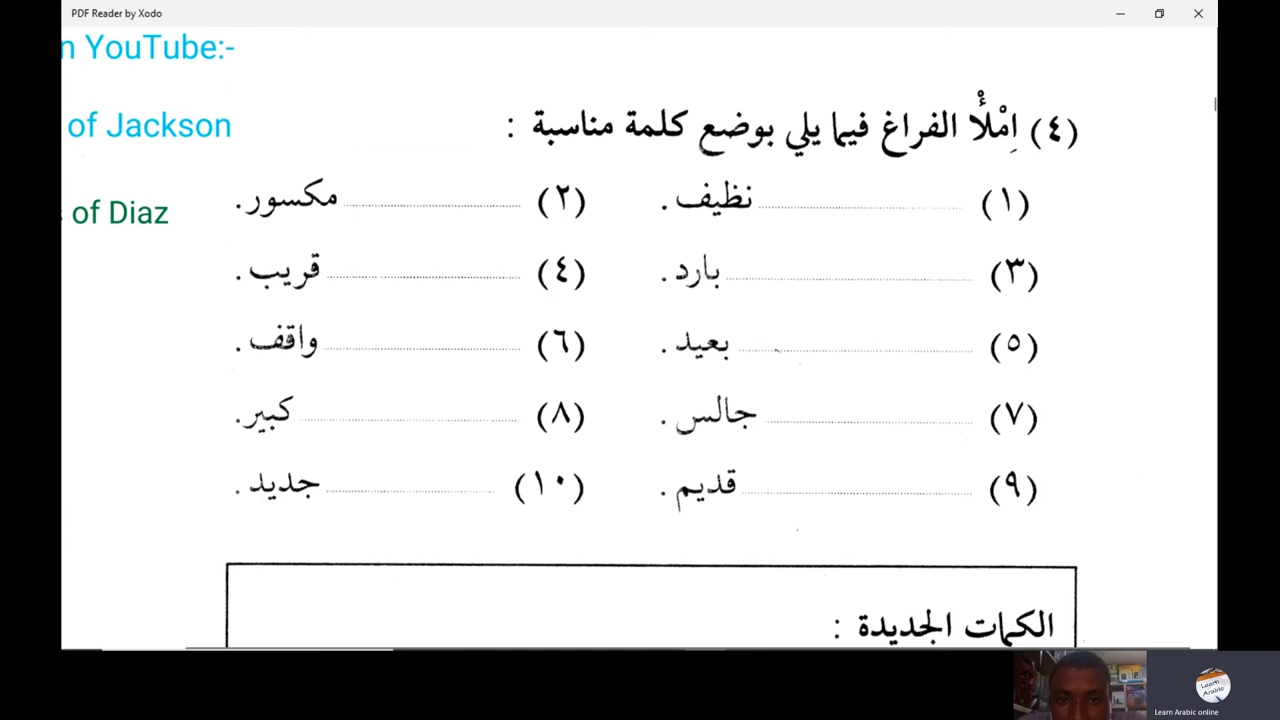 PDF Reader by Xodo
n YouTube:-
(٤) اِمْلَأْ الفراغ فيما يلي بوضع كلمة مناسبة :
of Jackson
(١) ............ نظيف . (٢) ............ مكسور .
of Diaz
(٣) ............ بارد . (٤) ............ قريب .
(٥) ............ بعيد . (٦) ............ واقف .
(٧) ............ جالس . (٨) ............ كبير .
(٩) ............ قديم . (١٠) ............ جديد .
الكلمات الجديدة :
Learn Arabic
Learn Arabic online